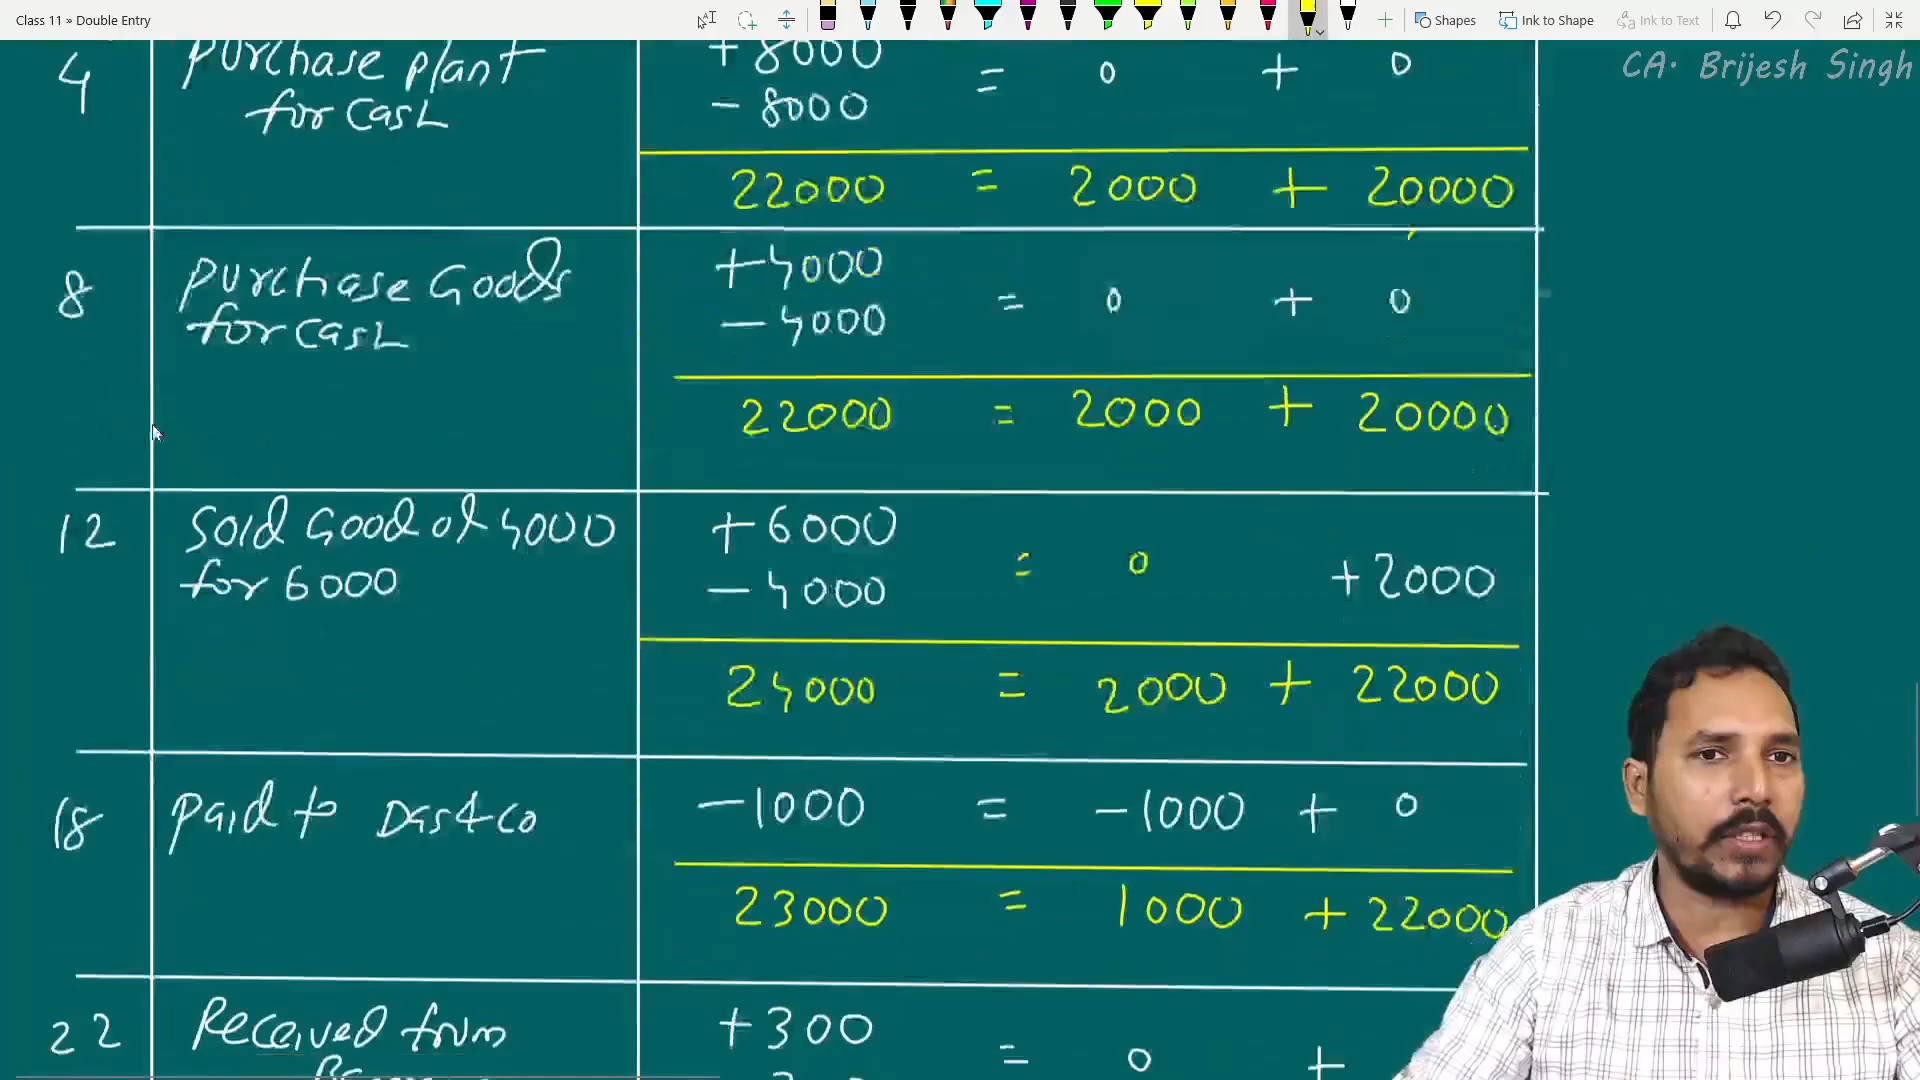 Class 11 » Double Entry
Shapes Ink to Shape Ink to Text
CA. Brijesh Singh
4 purchase plant for cash
+8000
-8000 = 0 + 0
22000 = 2000 + 20000
8 purchase Goods for cash
+4000
-4000 = 0 + 0
22000 = 2000 + 20000
12 Sold Good of 4000 for 6000
+6000
-4000 = 0 +2000
24000 = 2000 + 22000
18 paid to Das & co
-1000 = -1000 + 0
23000 = 1000 + 22000
22 Received from
+300
= 0 +